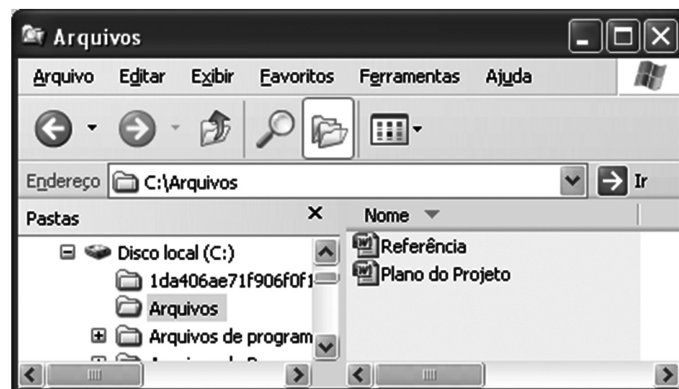 Arquivos
Arquivo Editar Exibir Favoritos Ferramentas Ajuda
Endereço C:\Arquivos Ir
Pastas Nome
Disco local (C:)
Referência
1da406ae71f906f0f1
Plano do Projeto
Arquivos
Arquivos de program